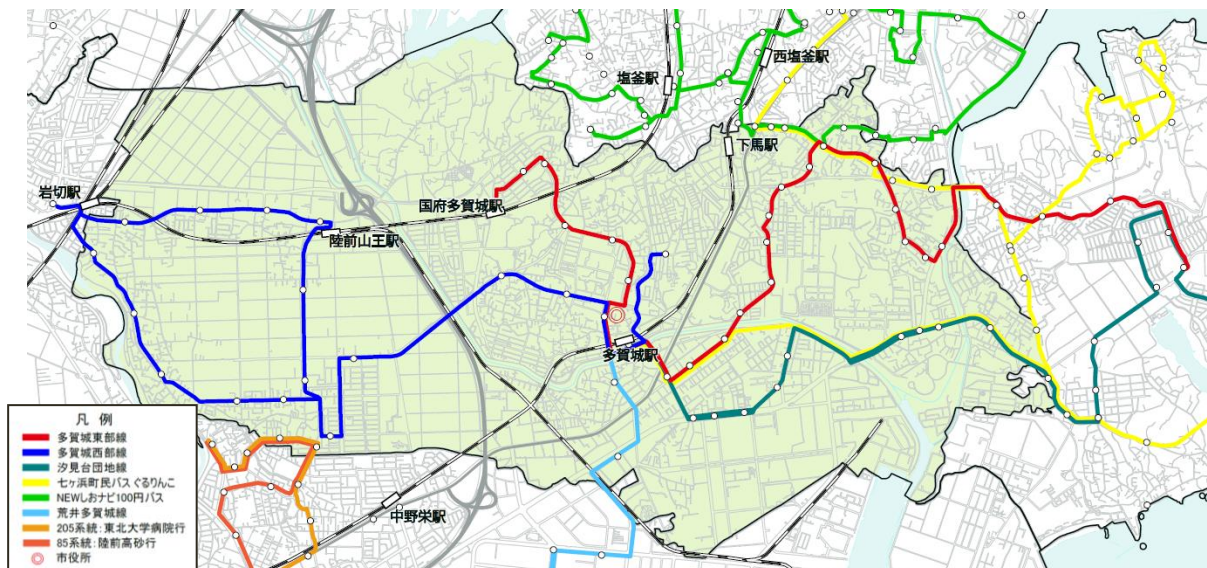 西塩釜駅
塩釜駅
下馬駅
岩切駅
国府多賀城駅
陸前山王駅
多賀城駅
中野栄駅
凡 例
多賀城東部線
多賀城西部線
汐見台団地線
七ヶ浜町民バス ぐるりんこ
NEWしおナビ100円バス
荒井多賀城線
205系統：東北大学病院行
85系統：陸前高砂行
市役所